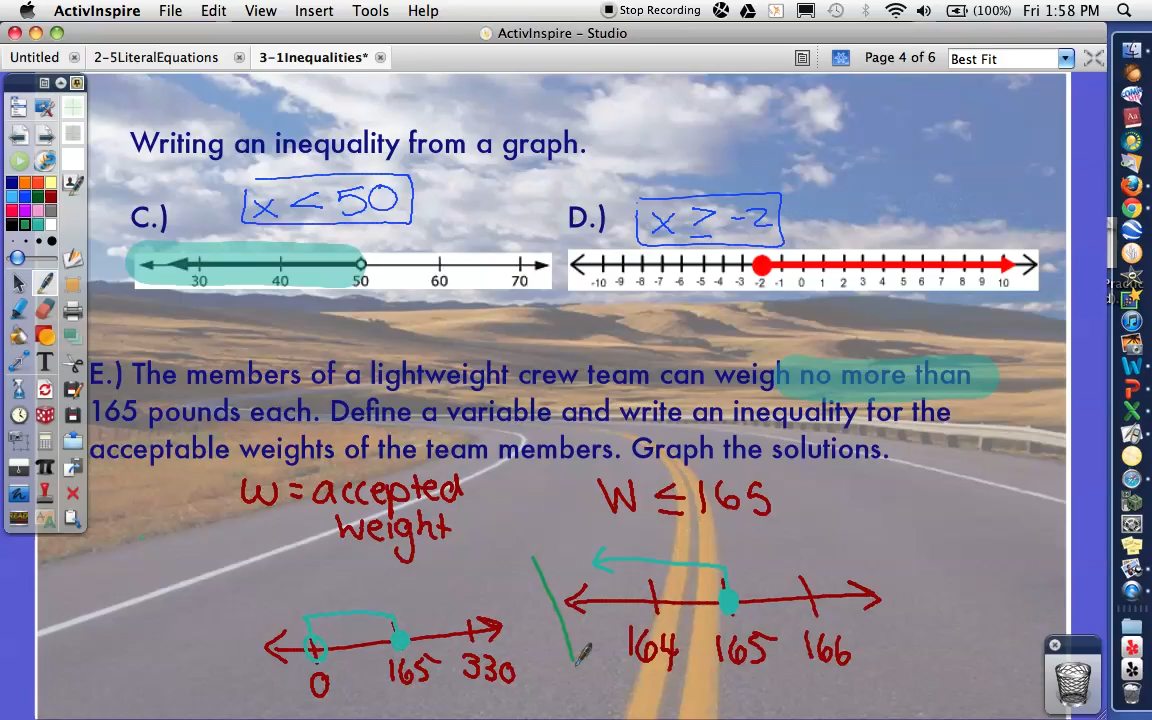 ActivInspire File Edit View Insert Tools Help Stop Recording (100%) Fri 1:58 PM
ActivInspire – Studio
Untitled 2-5LiteralEquations 3-1Inequalities* Page 4 of 6 Best Fit
Writing an inequality from a graph.
C.) x < 50 D.) x ≥ -2
30 40 50 60 70
-10 -9 -8 -7 -6 -5 -4 -3 -2 -1 0 1 2 3 4 5 6 7 8 9 10
E.) The members of a lightweight crew team can weigh no more than
165 pounds each. Define a variable and write an inequality for the
acceptable weights of the team members. Graph the solutions.
w = accepted
weight
W ≤ 165
164 165 166
0 165 330